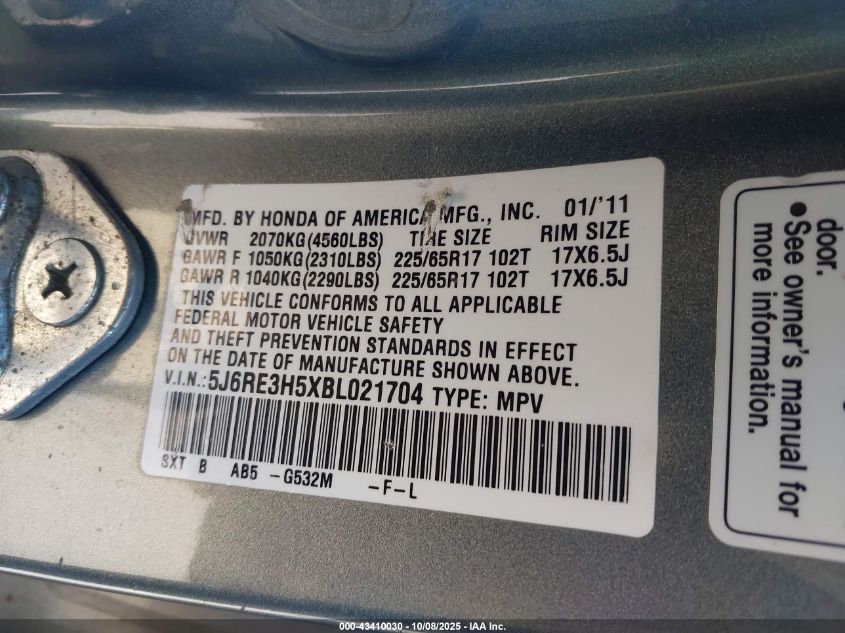 MFD. BY HONDA OF AMERICA MFG., INC. 01/'11
GVWR 2070KG(4560LBS) TIRE SIZE RIM SIZE
GAWR F 1050KG(2310LBS) 225/65R17 102T 17X6.5J
GAWR R 1040KG(2290LBS) 225/65R17 102T 17X6.5J
THIS VEHICLE CONFORMS TO ALL APPLICABLE
FEDERAL MOTOR VEHICLE SAFETY
AND THEFT PREVENTION STANDARDS IN EFFECT
ON THE DATE OF MANUFACTURE SHOWN ABOVE.
V.I.N.:5J6RE3H5XBL021704 TYPE: MPV
SXT B AB5 -G532M -F-L
door.
• See owner's manual for
more information.
000-43410030 - 10/08/2025 - IAA Inc.